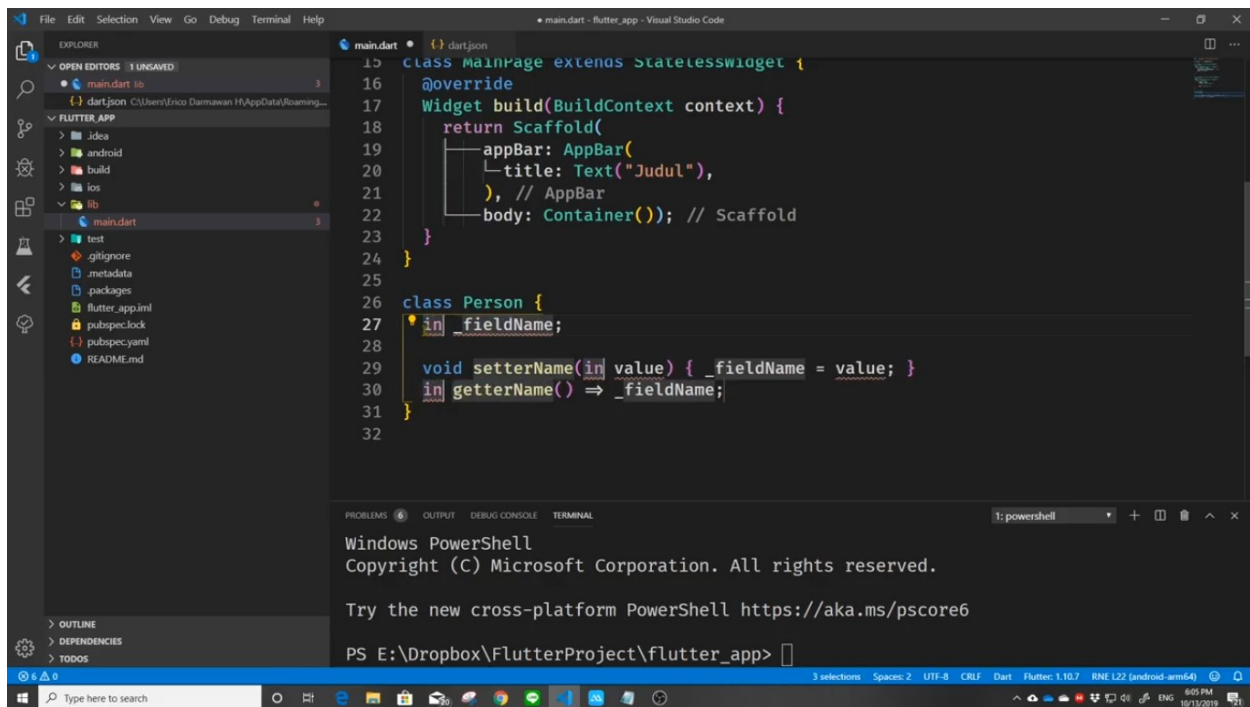 File Edit Selection View Go Debug Terminal Help
● main.dart - flutter_app - Visual Studio Code
EXPLORER
OPEN EDITORS 1 UNSAVED
● main.dart lib 3
{..} dart.json C:\Users\Erico Darmawan H\AppData\Roaming...
FLUTTER_APP
> .idea
> android
> build
> ios
lib
main.dart 3
> test
.gitignore
.metadata
.packages
flutter_app.iml
pubspec.lock
{..} pubspec.yaml
README.md
> OUTLINE
> DEPENDENCIES
> TODOS
main.dart ● {..} dart.json
15 class MainPage extends StatelessWidget {
16 @override
17 Widget build(BuildContext context) {
18 return Scaffold(
19 appBar: AppBar(
20 title: Text("Judul"),
21 ), // AppBar
22 body: Container()); // Scaffold
23 }
24 }
25
26 class Person {
27 in _fieldName;
28
29 void setterName(in value) { _fieldName = value; }
30 in getterName() ⇒ _fieldName;
31 }
32
PROBLEMS 6 OUTPUT DEBUG CONSOLE TERMINAL 1: powershell
Windows PowerShell
Copyright (C) Microsoft Corporation. All rights reserved.
Try the new cross-platform PowerShell https://aka.ms/pscore6
PS E:\Dropbox\FlutterProject\flutter_app>
6 0 3 selections Spaces: 2 UTF-8 CRLF Dart Flutter: 1.10.7 RNE L22 (android-arm64)
Type here to search ENG 6:05 PM
10/13/2019